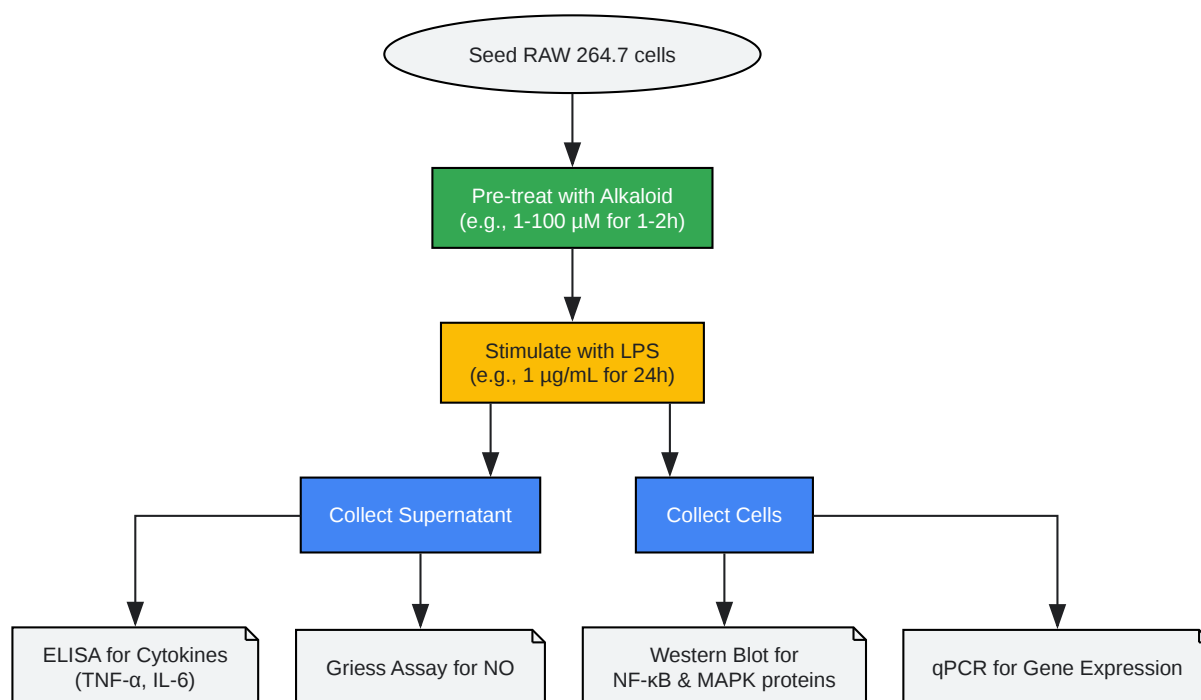 Seed RAW 264.7 cells
Pre-treat with Alkaloid
(e.g., 1-100 µM for 1-2h)
Stimulate with LPS
(e.g., 1 µg/mL for 24h)
Collect Supernatant
Collect Cells
ELISA for Cytokines
(TNF-α, IL-6)
Griess Assay for NO
Western Blot for
NF-κB & MAPK proteins
qPCR for Gene Expression